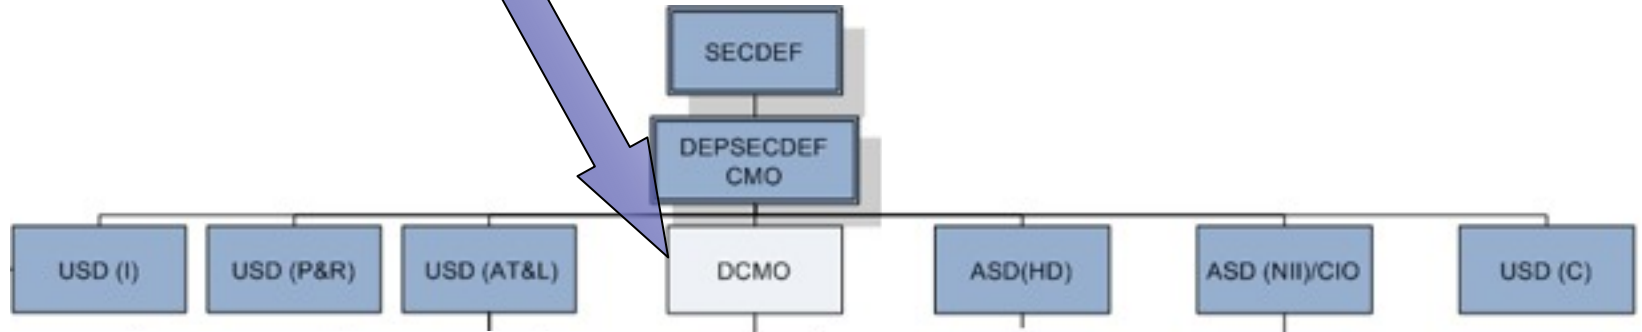 SECDEF
DEPSECDEF
CMO
USD (I)
USD (P&R)
USD (AT&L)
DCMO
ASD(HD)
ASD (NII)/CIO
USD (C)